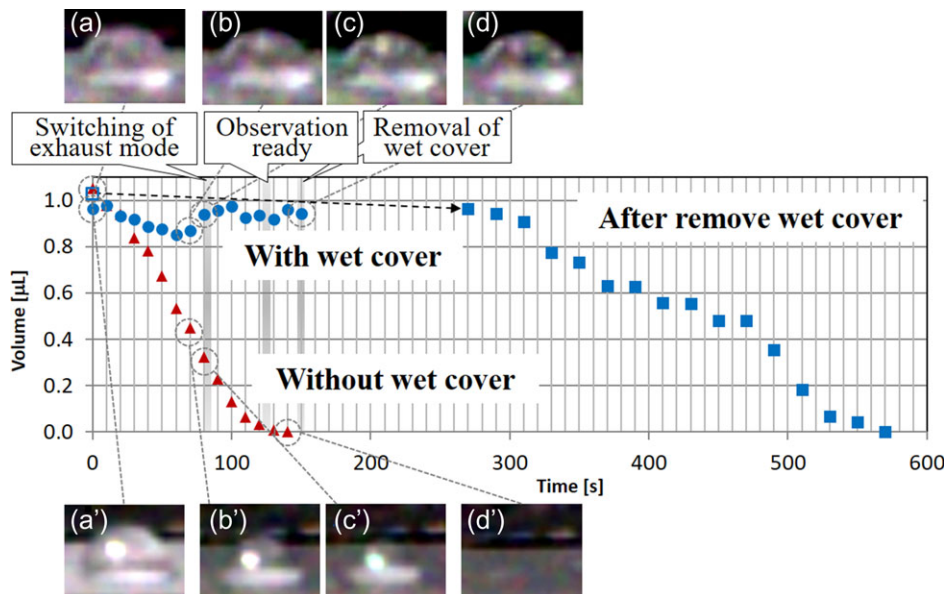 (a)
(b)
(c)
(d)
Switching of
exhaust mode
Observation
ready
Removal of
wet cover
1.0
0.8
0.6
0.4
0.2
0.0
Volume [µL]
After remove wet cover
With wet cover
Without wet cover
0
100
200
300
400
500
600
Time [s]
(a’)
(b’)
(c’)
(d’)